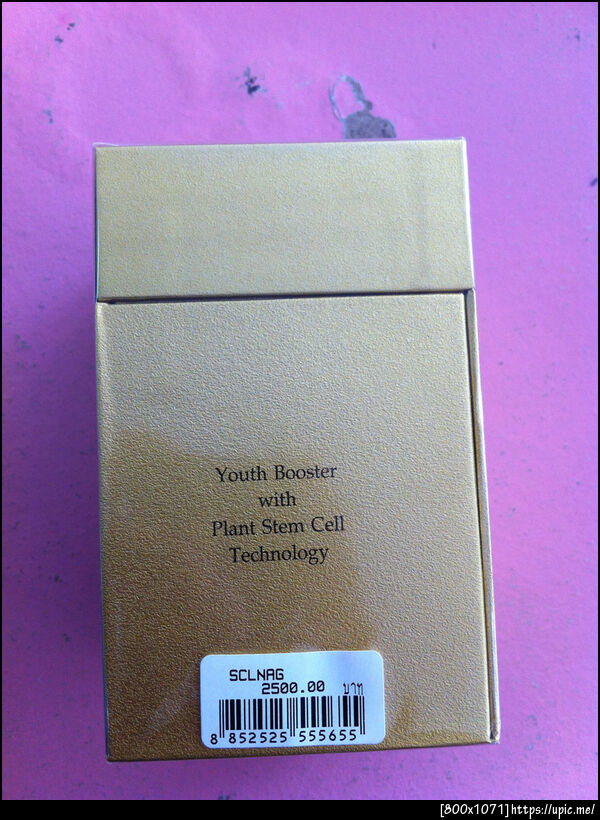 Youth Booster
with
Plant Stem Cell
Technology
SCLNAG
2500.00 บาท
8 852525 555655
[800x1071]https://upic.me/